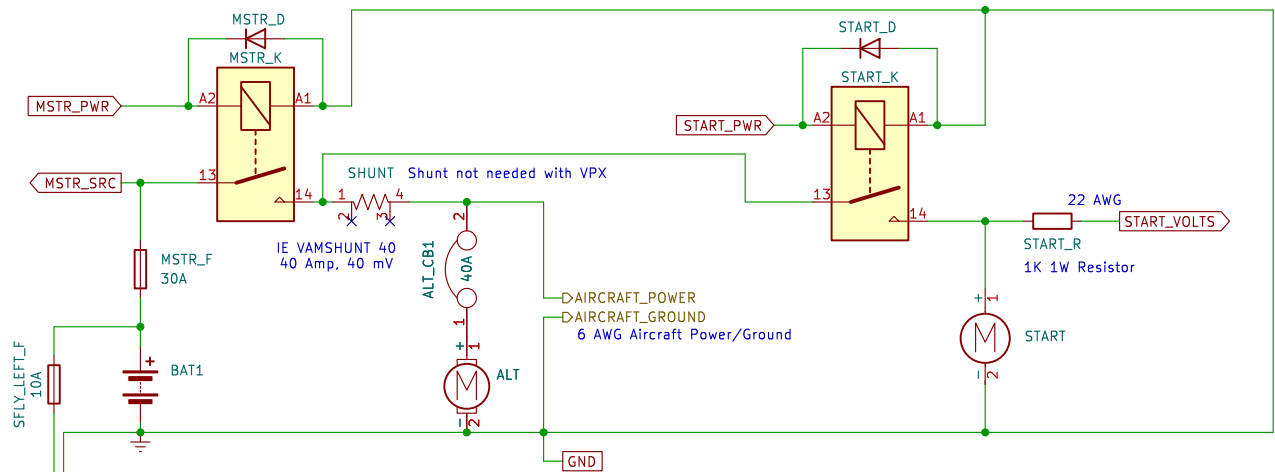 MSTR_D
MSTR_K
START_D
START_K
MSTR_PWR
A2
A1
START_PWR
A2
A1
MSTR_SRC
13
14
1
SHUNT
4
2
3
Shunt not needed with VPX
IE VAMSHUNT 40
40 Amp, 40 mV
13
14
22 AWG
START_VOLTS
START_R
1K 1W Resistor
MSTR_F
30A
2
ALT_CB1
40A
1
AIRCRAFT_POWER
AIRCRAFT_GROUND
6 AWG Aircraft Power/Ground
+
1
M
START
-
2
SFLY_LEFT_F
10A
+
BAT1
+
1
M
ALT
-
2
GND